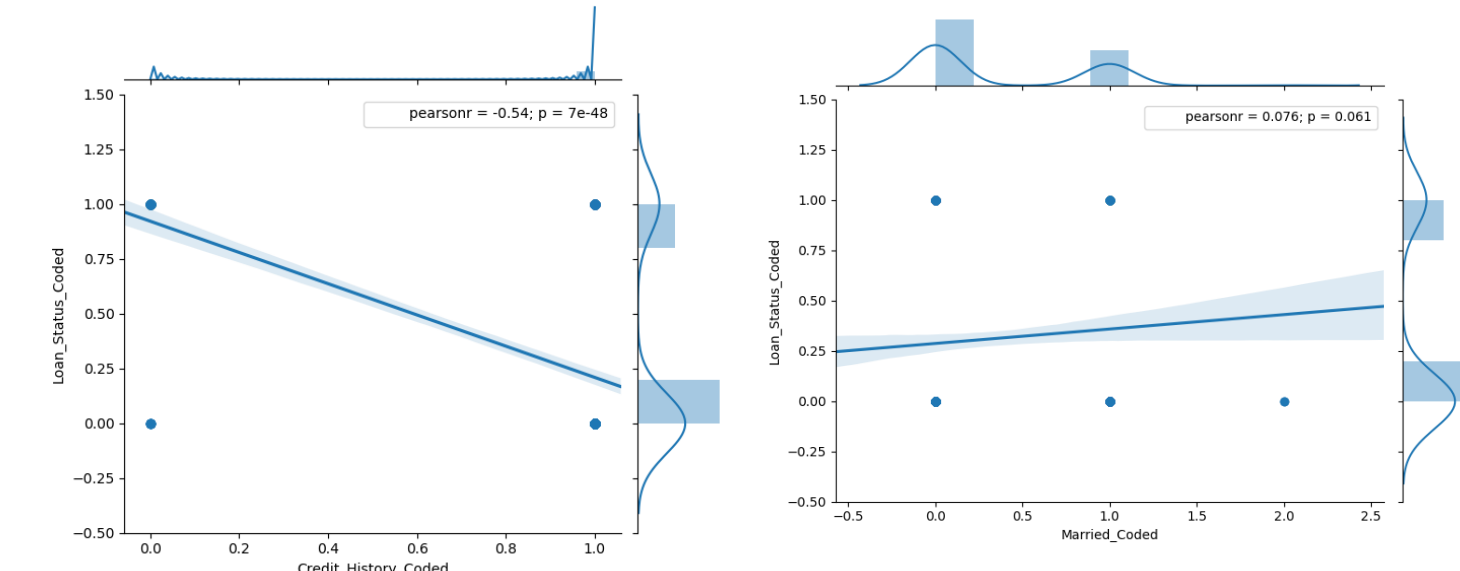 pearsonr = -0.54; p = 7e-48
1.50
1.25
1.00
0.75
0.50
0.25
0.00
−0.25
−0.50
Loan_Status_Coded
0.0 0.2 0.4 0.6 0.8 1.0
Credit_History_Coded
pearsonr = 0.076; p = 0.061
1.50
1.25
1.00
0.75
0.50
0.25
0.00
−0.25
−0.50
Loan_Status_Coded
−0.5 0.0 0.5 1.0 1.5 2.0 2.5
Married_Coded